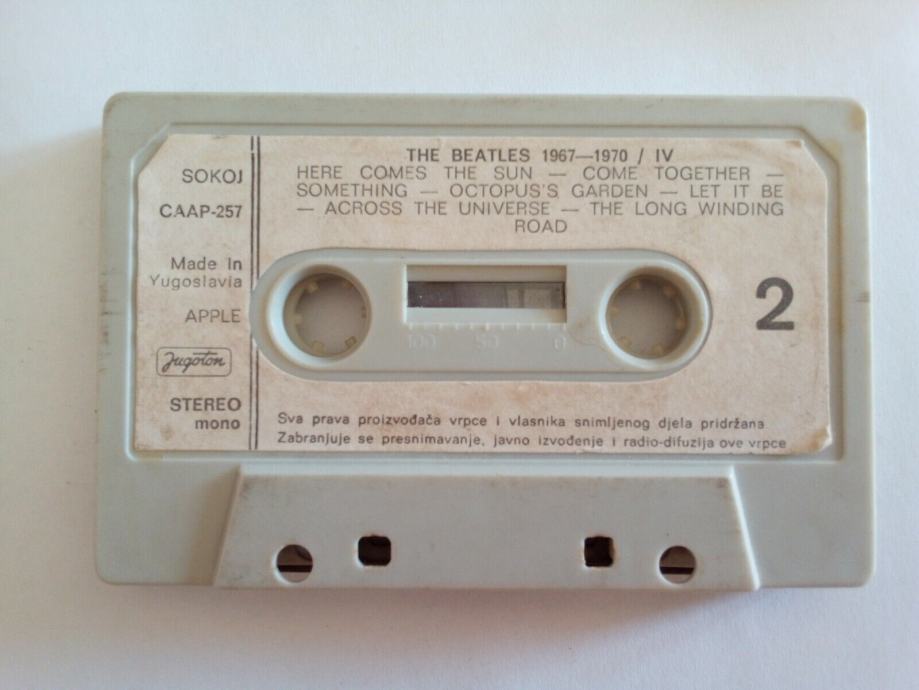 THE BEATLES 1967—1970 / IV
HERE COMES THE SUN — COME TOGETHER —
SOMETHING — OCTOPUS'S GARDEN — LET IT BE
— ACROSS THE UNIVERSE — THE LONG WINDING
ROAD
SOKOJ
CAAP-257
Made in
Yugoslavia
APPLE
Jugoton
STEREO
mono
2
100 50 0
Sva prava proizvođača vrpce i vlasnika snimljenog djela pridržana
Zabranjuje se presnimavanje, javno izvođenje i radio-difuzija ove vrpce